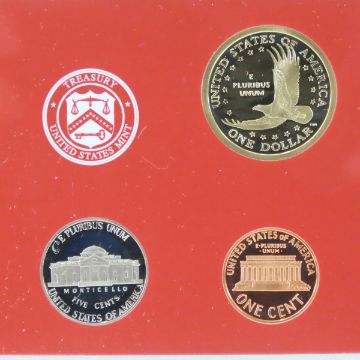 TREASURY
UNITED STATES MINT
UNITED STATES OF AMERICA
E
PLURIBUS
UNUM
ONE DOLLAR
E PLURIBUS UNUM
MONTICELLO
FIVE CENTS
UNITED STATES OF AMERICA
UNITED STATES OF AMERICA
E·PLURIBUS·
UNUM
ONE CENT